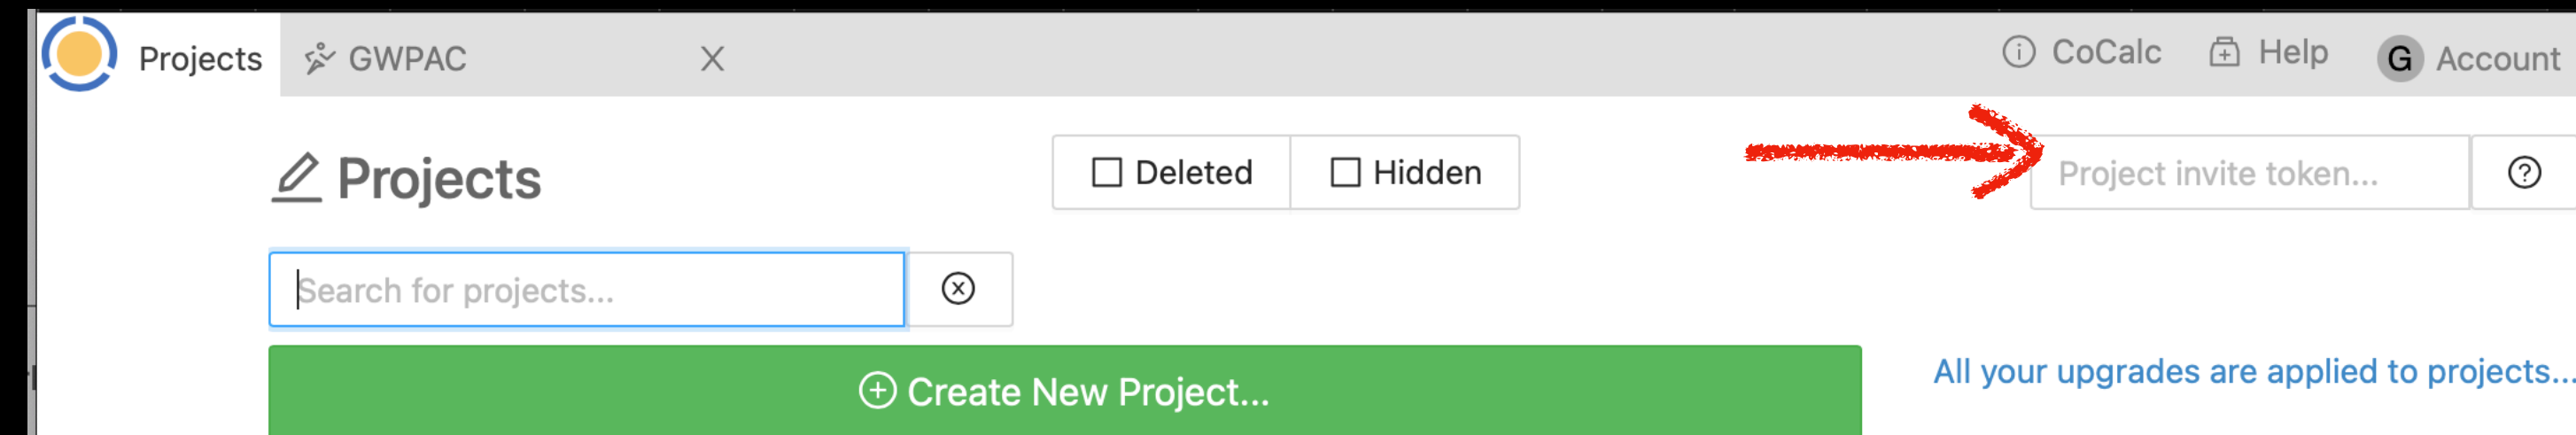 Projects GWPAC X CoCalc Help G Account
Projects Deleted Hidden Project invite token...
Search for projects...
Create New Project...
All your upgrades are applied to projects...